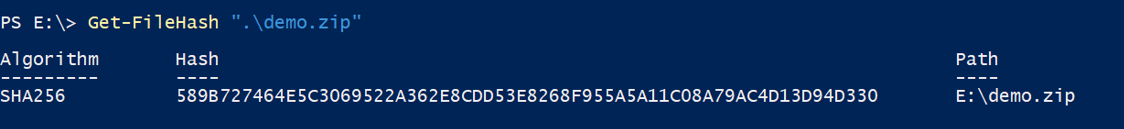 PS E:\> Get-FileHash ".\demo.zip"
Algorithm       Hash                                                                   Path
---------       ----                                                                   ----
SHA256          589B727464E5C3069522A362E8CDD53E8268F955A5A11C08A79AC4D13D94D330       E:\demo.zip